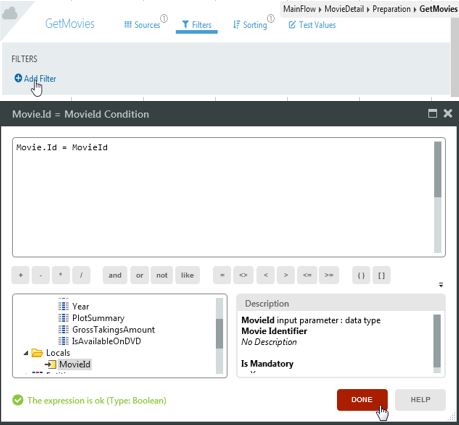 MainFlow ▸ MovieDetail ▸ Preparation ▸ GetMovies
GetMovies Sources 1 Filters Sorting 1 Test Values
FILTERS
Add Filter
Movie.Id = MovieId Condition
Movie.Id = MovieId
+ - * / and or not like = <> < > <= >= ( ) [ ]
Year
PlotSummary
GrossTakingsAmount
IsAvailableOnDVD
Locals
MovieId
Description
MovieId input parameter : data type
Movie Identifier
No Description
Is Mandatory
The expression is ok (Type: Boolean)
DONE HELP